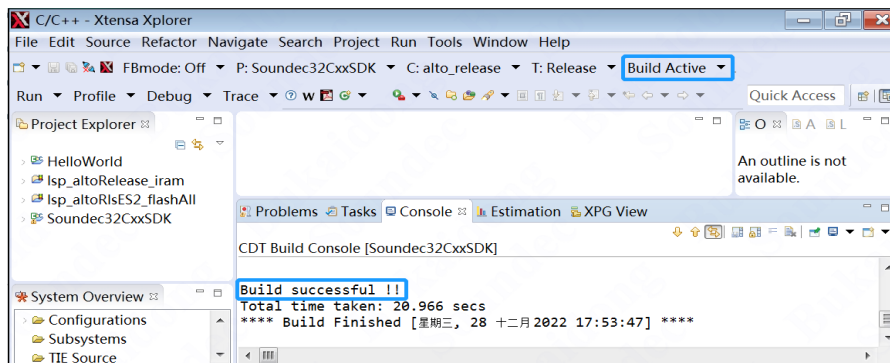 C/C++ - Xtensa Xplorer
File Edit Source Refactor Navigate Search Project Run Tools Window Help
FBmode: Off P: Soundec32CxxSDK C: alto_release T: Release Build Active
Run Profile Debug Trace Quick Access
Project Explorer
O A L
HelloWorld
An outline is not
lsp_altoRelease_iram
available.
lsp_altoRlsES2_flashAll
Soundec32CxxSDK
Problems Tasks Console Estimation XPG View
CDT Build Console [Soundec32CxxSDK]
Build successful !!
System Overview
Total time taken: 20.966 secs
Configurations
**** Build Finished [星期三, 28 十二月 2022 17:53:47] ****
Subsystems
TIE Source